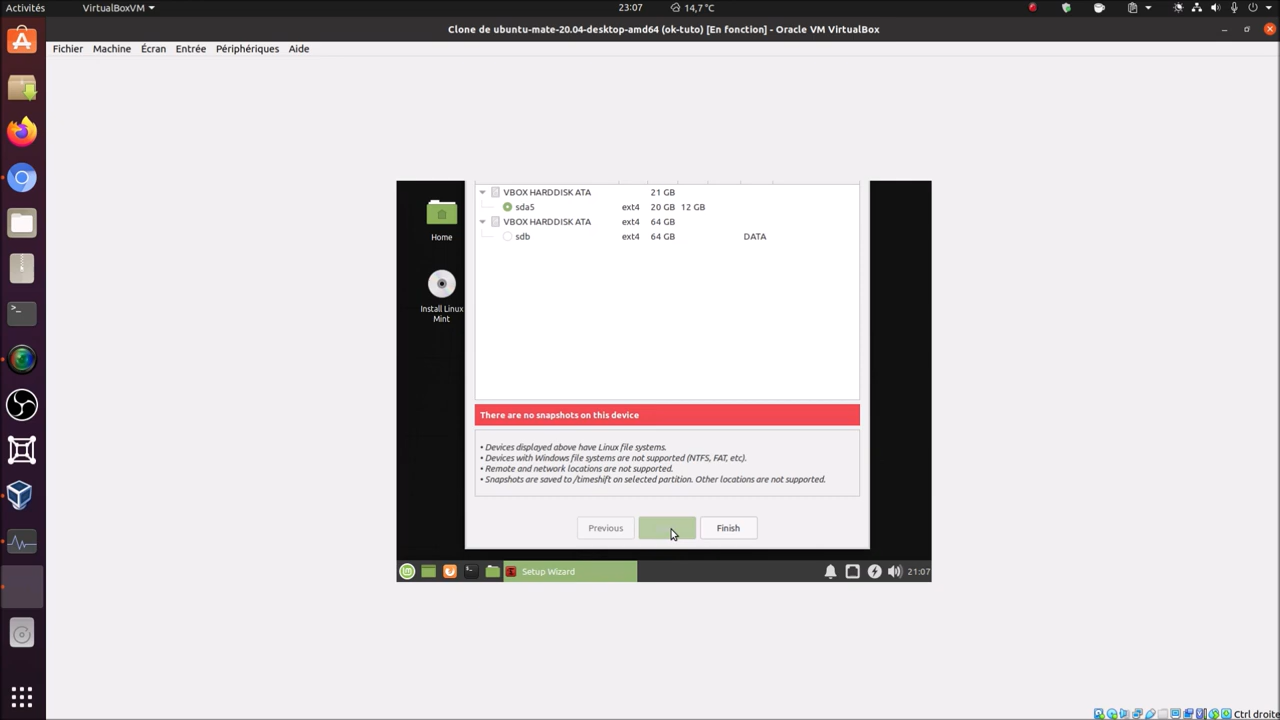 Activités
VirtualBoxVM
23:07
14,7 °C
Clone de ubuntu-mate-20.04-desktop-amd64 (ok-tuto) [En fonction] - Oracle VM VirtualBox
Fichier Machine Écran Entrée Périphériques Aide
VBOX HARDDISK ATA 21 GB
sda5 ext4 20 GB 12 GB
VBOX HARDDISK ATA ext4 64 GB
sdb ext4 64 GB DATA
Home
Install Linux
Mint
There are no snapshots on this device
• Devices displayed above have Linux file systems.
• Devices with Windows file systems are not supported (NTFS, FAT, etc).
• Remote and network locations are not supported.
• Snapshots are saved to /timeshift on selected partition. Other locations are not supported.
Previous
Finish
Setup Wizard
21:07
Ctrl droite